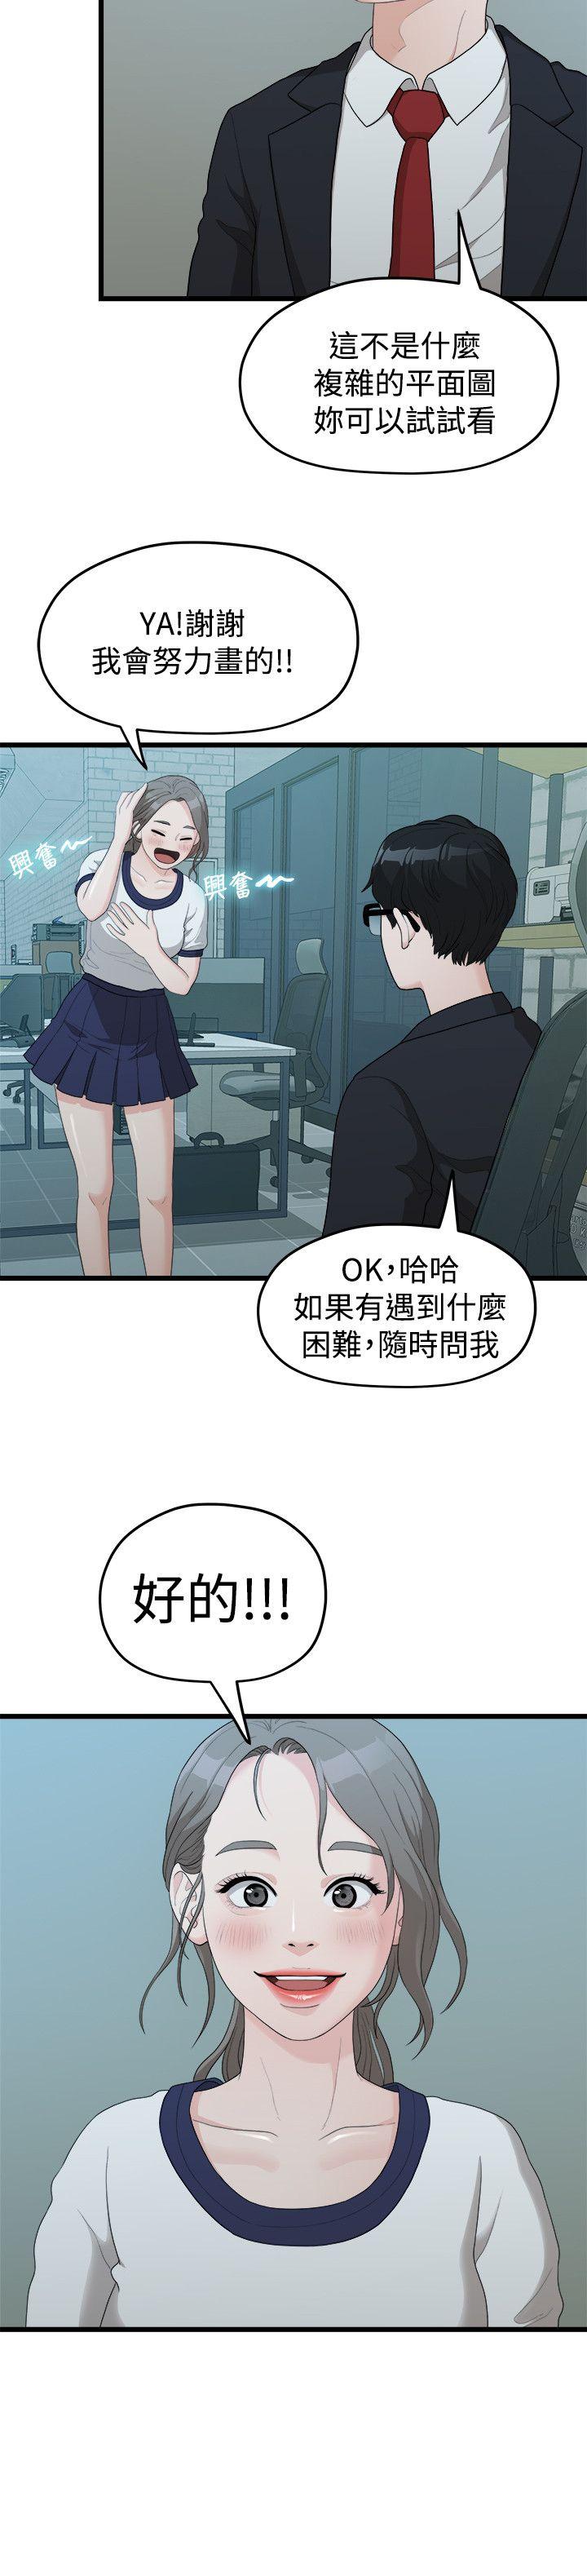 這不是什麼
複雜的平面圖
妳可以試試看
YA!謝謝
我會努力畫的!!
興奮~
興奮~
OK,哈哈
如果有遇到什麼
困難,隨時問我
好的!!!